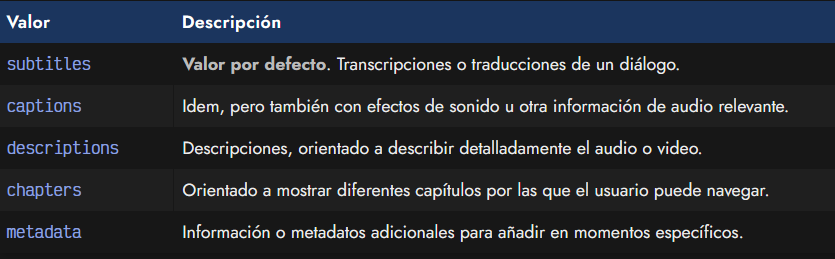 Valor Descripción
subtitles Valor por defecto. Transcripciones o traducciones de un diálogo.
captions Idem, pero también con efectos de sonido u otra información de audio relevante.
descriptions Descripciones, orientado a describir detalladamente el audio o video.
chapters Orientado a mostrar diferentes capítulos por las que el usuario puede navegar.
metadata Información o metadatos adicionales para añadir en momentos específicos.